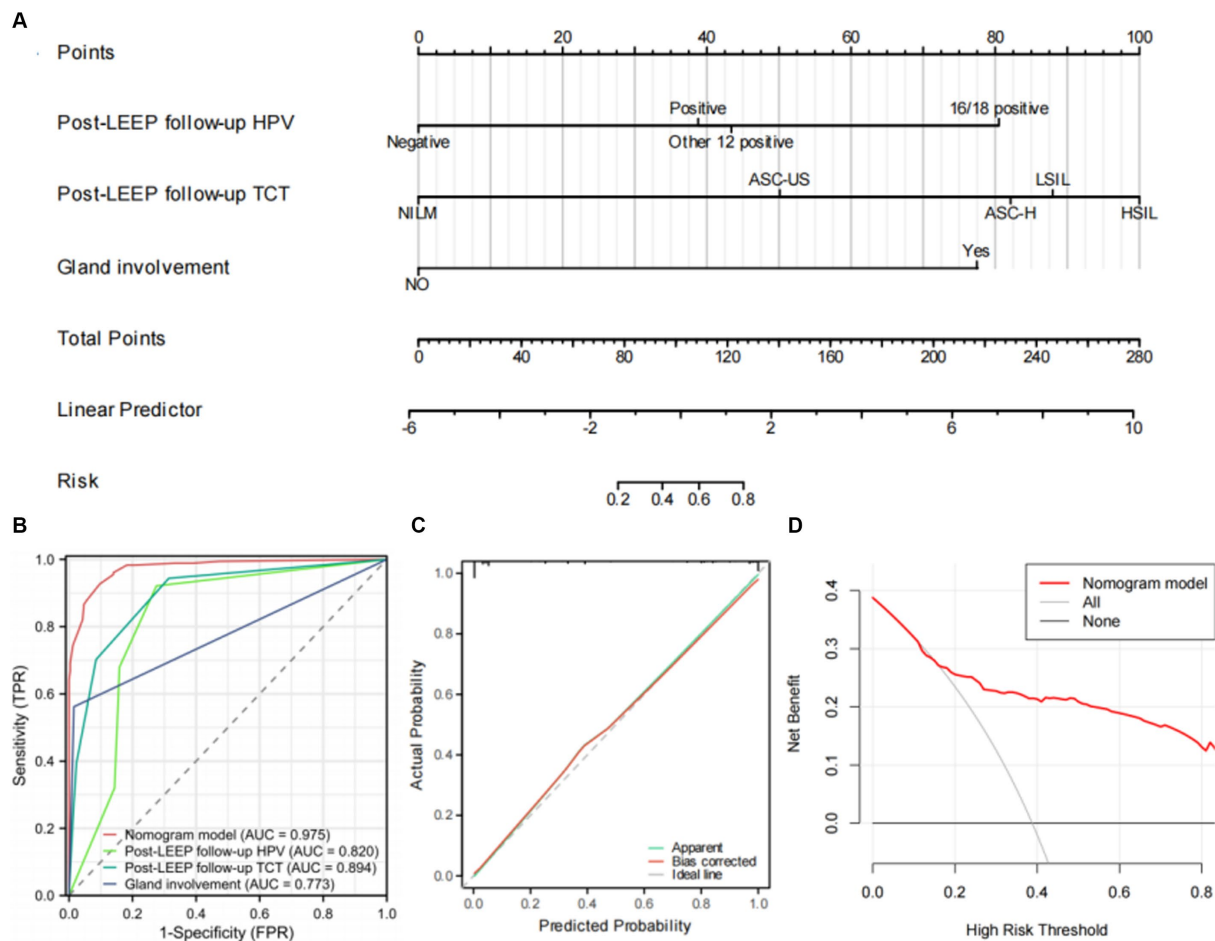 A
Points
0 20 40 60 80 100
Post-LEEP follow-up HPV
Positive 16/18 positive
Negative Other 12 positive
Post-LEEP follow-up TCT
ASC-US LSIL
NILM ASC-H HSIL
Gland involvement
Yes
NO
Total Points
0 40 80 120 160 200 240 280
Linear Predictor
-6 -2 2 6 10
Risk
0.2 0.4 0.6 0.8
B
Sensitivity (TPR)
1.0
0.8
0.6
0.4
0.2
0.0
Nomogram model (AUC = 0.975)
Post-LEEP follow-up HPV (AUC = 0.820)
Post-LEEP follow-up TCT (AUC = 0.894)
Gland involvement (AUC = 0.773)
0.0 0.2 0.4 0.6 0.8 1.0
1-Specificity (FPR)
C
Actual Probability
1.0
0.8
0.6
0.4
0.2
0.0
Apparent
Bias corrected
Ideal line
0.0 0.2 0.4 0.6 0.8 1.0
Predicted Probability
D
Net Benefit
0.4
0.3
0.2
0.1
0.0
Nomogram model
All
None
0.0 0.2 0.4 0.6 0.8
High Risk Threshold